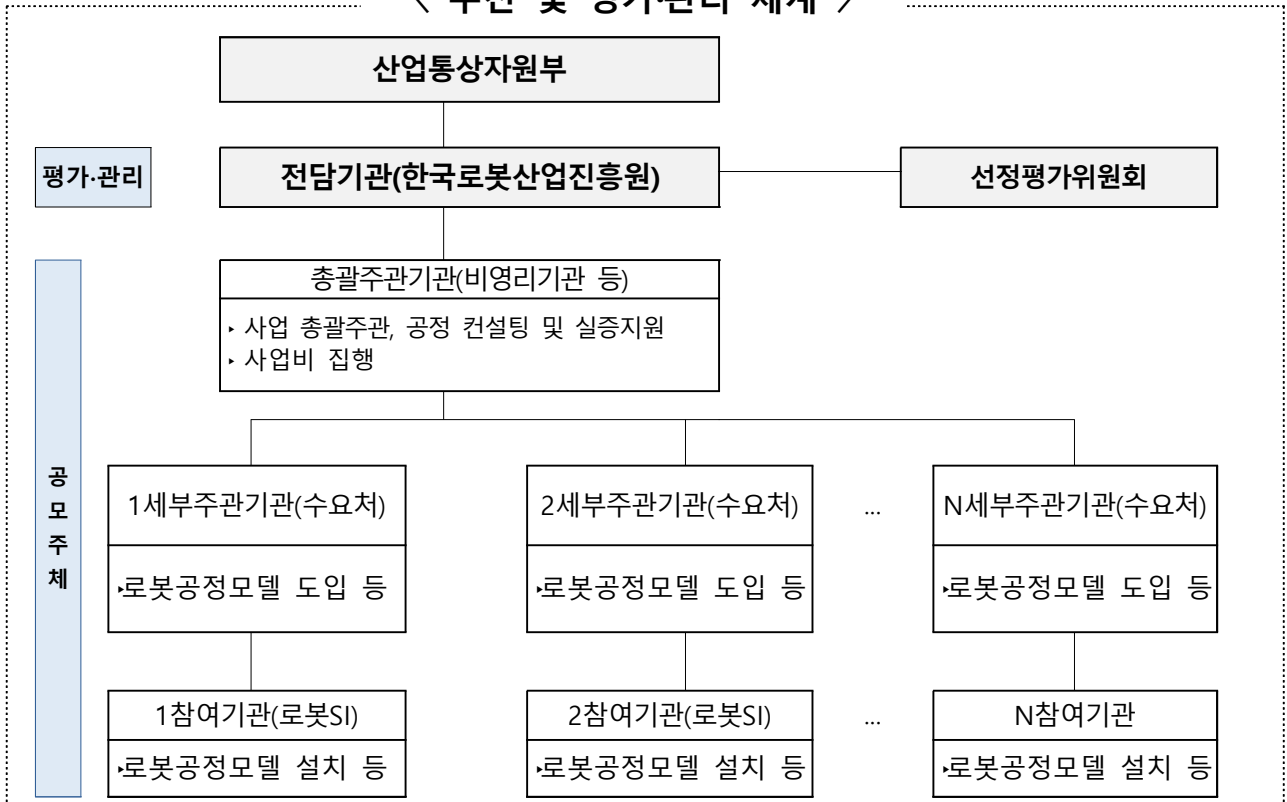 및
체계 >
산업통상자원부
평가·관리
전담기관(한국로봇산업진흥원)
선정평가위원회
총괄주관기관(비영리기관 등)
‣ 사업 총괄주관, 공정 컨설팅 및 실증지원
‣ 사업비 집행
공
모
주
체
1세부주관기관(수요처)
2세부주관기관(수요처)
...
N세부주관기관(수요처)
‣로봇공정모델 도입 등
‣로봇공정모델 도입 등
‣로봇공정모델 도입 등
1참여기관(로봇SI)
2참여기관(로봇SI)
...
N참여기관
‣로봇공정모델 설치 등
‣로봇공정모델 설치 등
‣로봇공정모델 설치 등